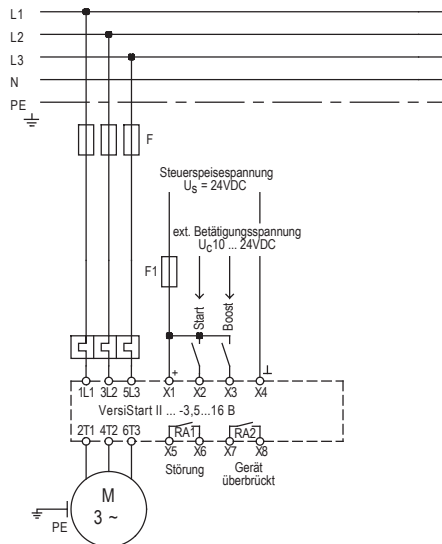 L1
L2
L3
N
PE
F
Steuerspeisespannung
US = 24VDC
ext. Betätigungsspannung
UC10 ... 24VDC
F1
Start
Boost
+
1L1 3L2 5L3 X1 X2 X3 X4
VersiStart II ... -3,5...16 B
2T1 4T2 6T3 RA1 RA2
X5 X6 X7 X8
Störung Gerät
überbrückt
M
3 ~
PE